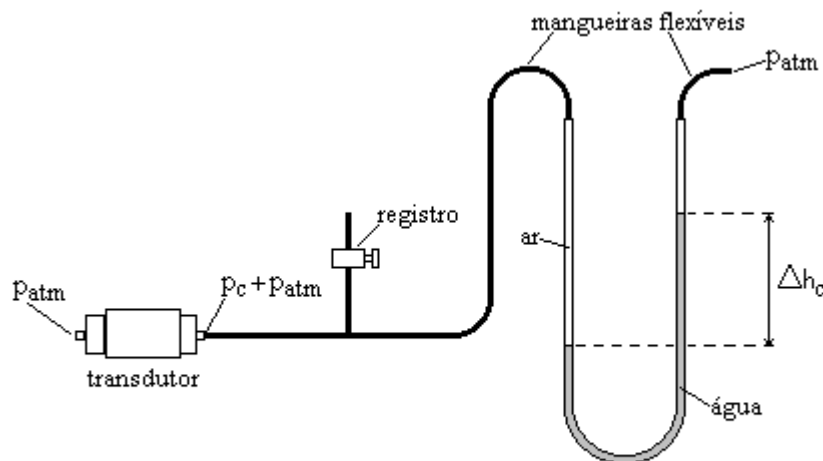 mangueiras flexíveis
patm
registro
ar
Δhc
patm
pc+patm
transdutor
água